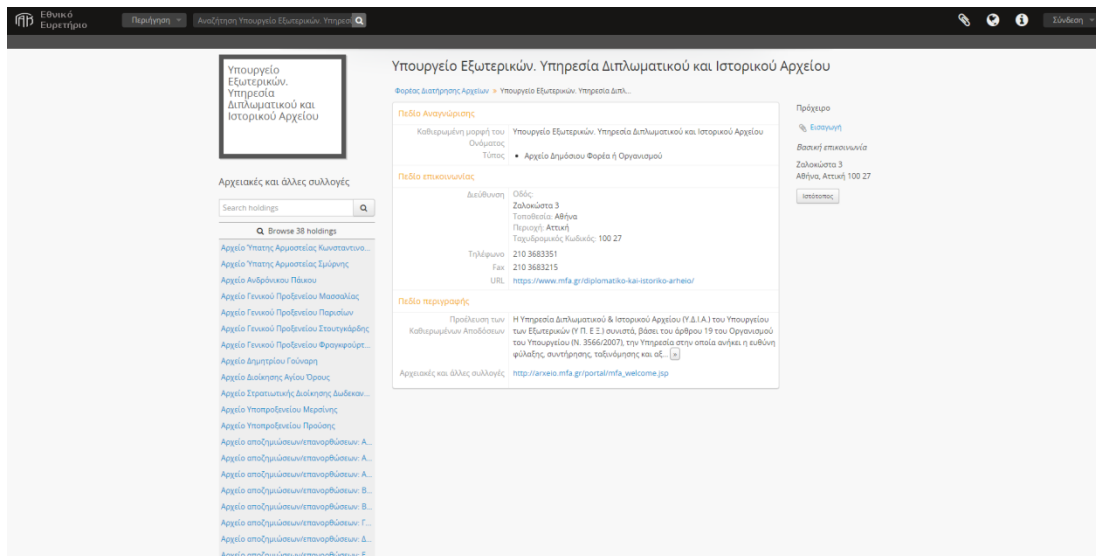 Εθνικό
Ευρετήριο
Περιήγηση
Αναζήτηση Υπουργείο Εξωτερικών. Υπηρεσί
Σύνδεση
Υπουργείο
Εξωτερικών.
Υπηρεσία
Διπλωματικού και
Ιστορικού Αρχείου
Αρχειακές και άλλες συλλογές
Search holdings
Browse 38 holdings
Αρχείο Ύπατης Αρμοστείας Κωνσταντινο...
Αρχείο Ύπατης Αρμοστείας Σμύρνης
Αρχείο Ανδρόνικου Πάικου
Αρχείο Γενικού Προξενείου Μασσαλίας
Αρχείο Γενικού Προξενείου Παρισίων
Αρχείο Γενικού Προξενείου Στουτγκάρδης
Αρχείο Γενικού Προξενείου Φραγκφούρτ...
Αρχείο Δημητρίου Γούναρη
Αρχείο Διοίκησης Αγίου Όρους
Αρχείο Στρατιωτικής Διοίκησης Δωδεκαν...
Αρχείο Υποπροξενείου Μερσίνης
Αρχείο Υποπροξενείου Προύσης
Αρχείο αποζημιώσεων/επανορθώσεων: Α...
Αρχείο αποζημιώσεων/επανορθώσεων: Α...
Αρχείο αποζημιώσεων/επανορθώσεων: Α...
Αρχείο αποζημιώσεων/επανορθώσεων: Β...
Αρχείο αποζημιώσεων/επανορθώσεων: Β...
Αρχείο αποζημιώσεων/επανορθώσεων: Γ...
Αρχείο αποζημιώσεων/επανορθώσεων: Δ...
Υπουργείο Εξωτερικών. Υπηρεσία Διπλωματικού και Ιστορικού Αρχείου
Φορέας Διατήρησης Αρχείων » Υπουργείο Εξωτερικών. Υπηρεσία Διπλ...
Πεδίο Αναγνώρισης
Καθιερωμένη μορφή του Ονόματος Υπουργείο Εξωτερικών. Υπηρεσία Διπλωματικού και Ιστορικού Αρχείου
Τύπος • Αρχείο Δημόσιου Φορέα ή Οργανισμού
Πεδίο επικοινωνίας
Διεύθυνση Οδός:
Ζαλοκώστα 3
Τοποθεσία: Αθήνα
Περιοχή: Αττική
Ταχυδρομικός Κωδικός: 100 27
Τηλέφωνο 210 3683351
Fax 210 3683215
URL https://www.mfa.gr/diplomatiko-kai-istoriko-arheio/
Πεδίο περιγραφής
Προέλευση των Καθιερωμένων Αποδόσεων
Η Υπηρεσία Διπλωματικού & Ιστορικού Αρχείου (Υ.Δ.Ι.Α.) του Υπουργείου
των Εξωτερικών (Υ Π. Ε Ξ.) συνιστά, βάσει του άρθρου 19 του Οργανισμού
του Υπουργείου (Ν. 3566/2007), την Υπηρεσία στην οποία ανήκει η ευθύνη
φύλαξης, συντήρησης, ταξινόμησης και αξ... »
Αρχειακές και άλλες συλλογές http://arxeio.mfa.gr/portal/mfa_welcome.jsp
Πρόχειρο
Εισαγωγή
Βασική επικοινωνία
Ζαλοκώστα 3
Αθήνα, Αττική 100 27
Ιστότοπος